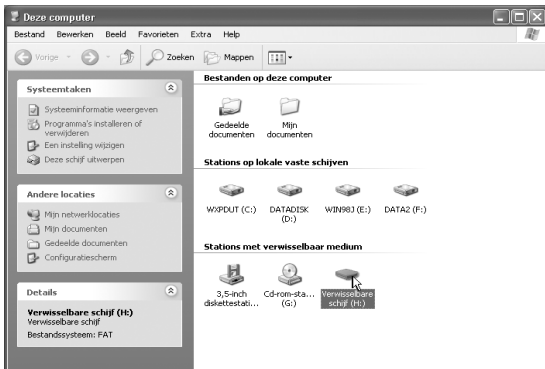 Deze computer
Bestand Bewerken Beeld Favorieten Extra Help
Vorige Zoeken Mappen
Systeemtaken
Systeeminformatie weergeven
Programma's installeren of
verwijderen
Een instelling wijzigen
Deze schijf uitwerpen
Andere locaties
Mijn netwerklocaties
Mijn documenten
Gedeelde documenten
Configuratiescherm
Details
Verwisselbare schijf (H:)
Verwisselbare schijf
Bestandssysteem: FAT
Bestanden op deze computer
Gedeelde Mijn
documenten documenten
Stations op lokale vaste schijven
WXPDUT (C:) DATADISK WIN98J (E:) DATA2 (F:)
(D:)
Stations met verwisselbaar medium
3,5-inch Cd-rom-sta... Verwisselbare
diskettestati... (G:) schijf (H:)